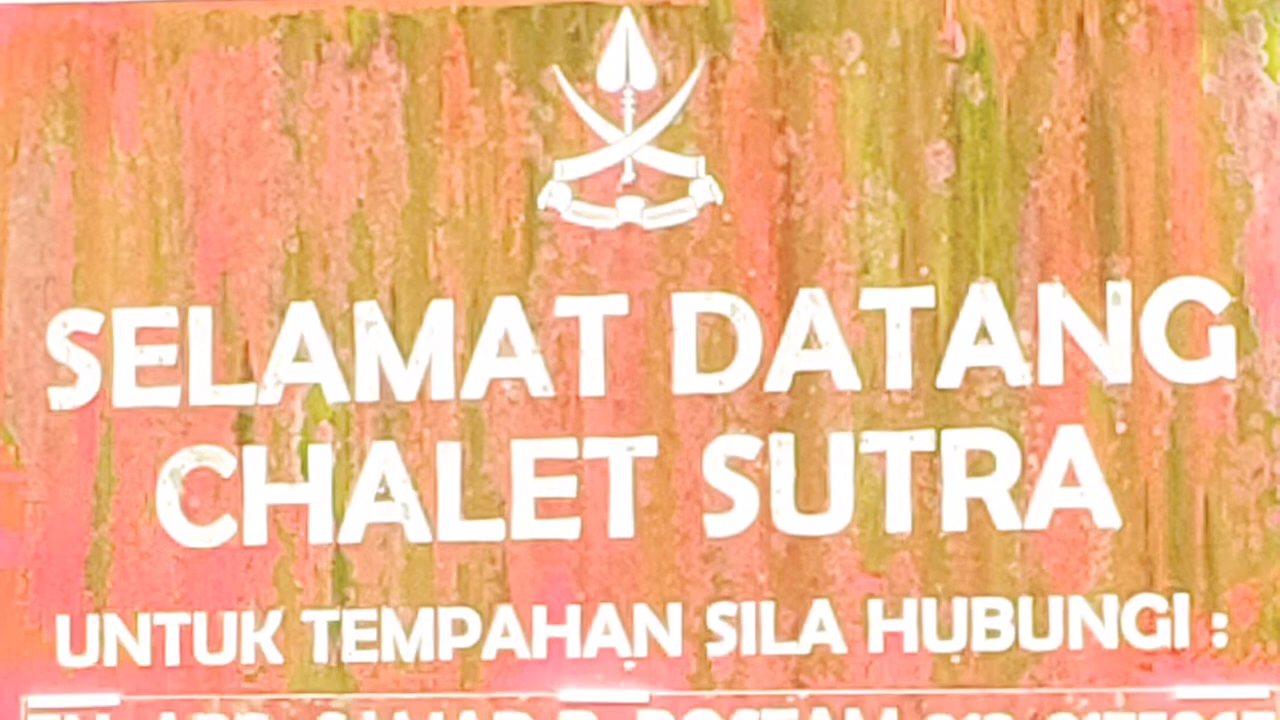 SELAMAT DATANG
CHALET SUTRA
UNTUK TEMPAHAN SILA HUBUNGI :